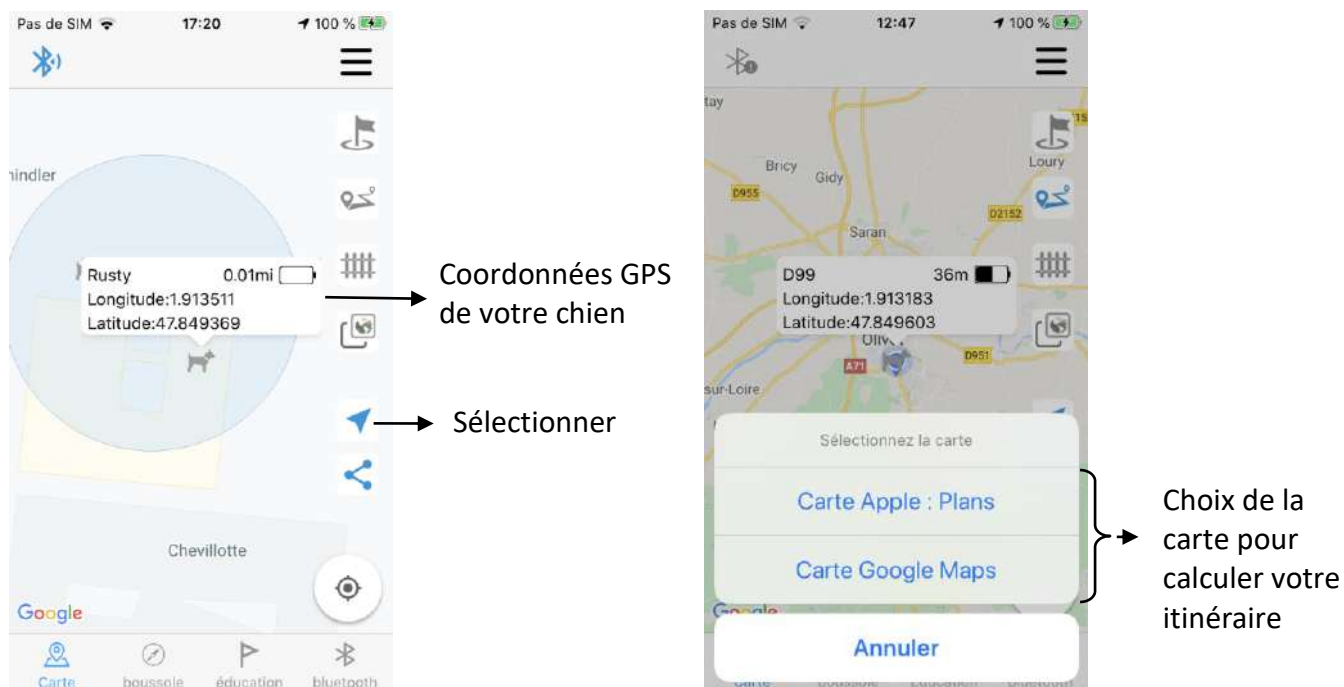 Pas de SIM 17:20 100 %
hindler
Rusty 0.01mi
Longitude:1.913511
Latitude:47.849369
Chevillotte
Google
Carte boussole éducation bluetooth
Coordonnées GPS
de votre chien
Sélectionner
Pas de SIM 12:47 100 %
tay
Bricy
Gidy
Loury
D955
D2152
Saran
D99 36m
Longitude:1.913183
Latitude:47.849603
A71
D951
sur-Loire
Sélectionnez la carte
Carte Apple : Plans
Carte Google Maps
Google
Annuler
Choix de la
carte pour
calculer votre
itinéraire